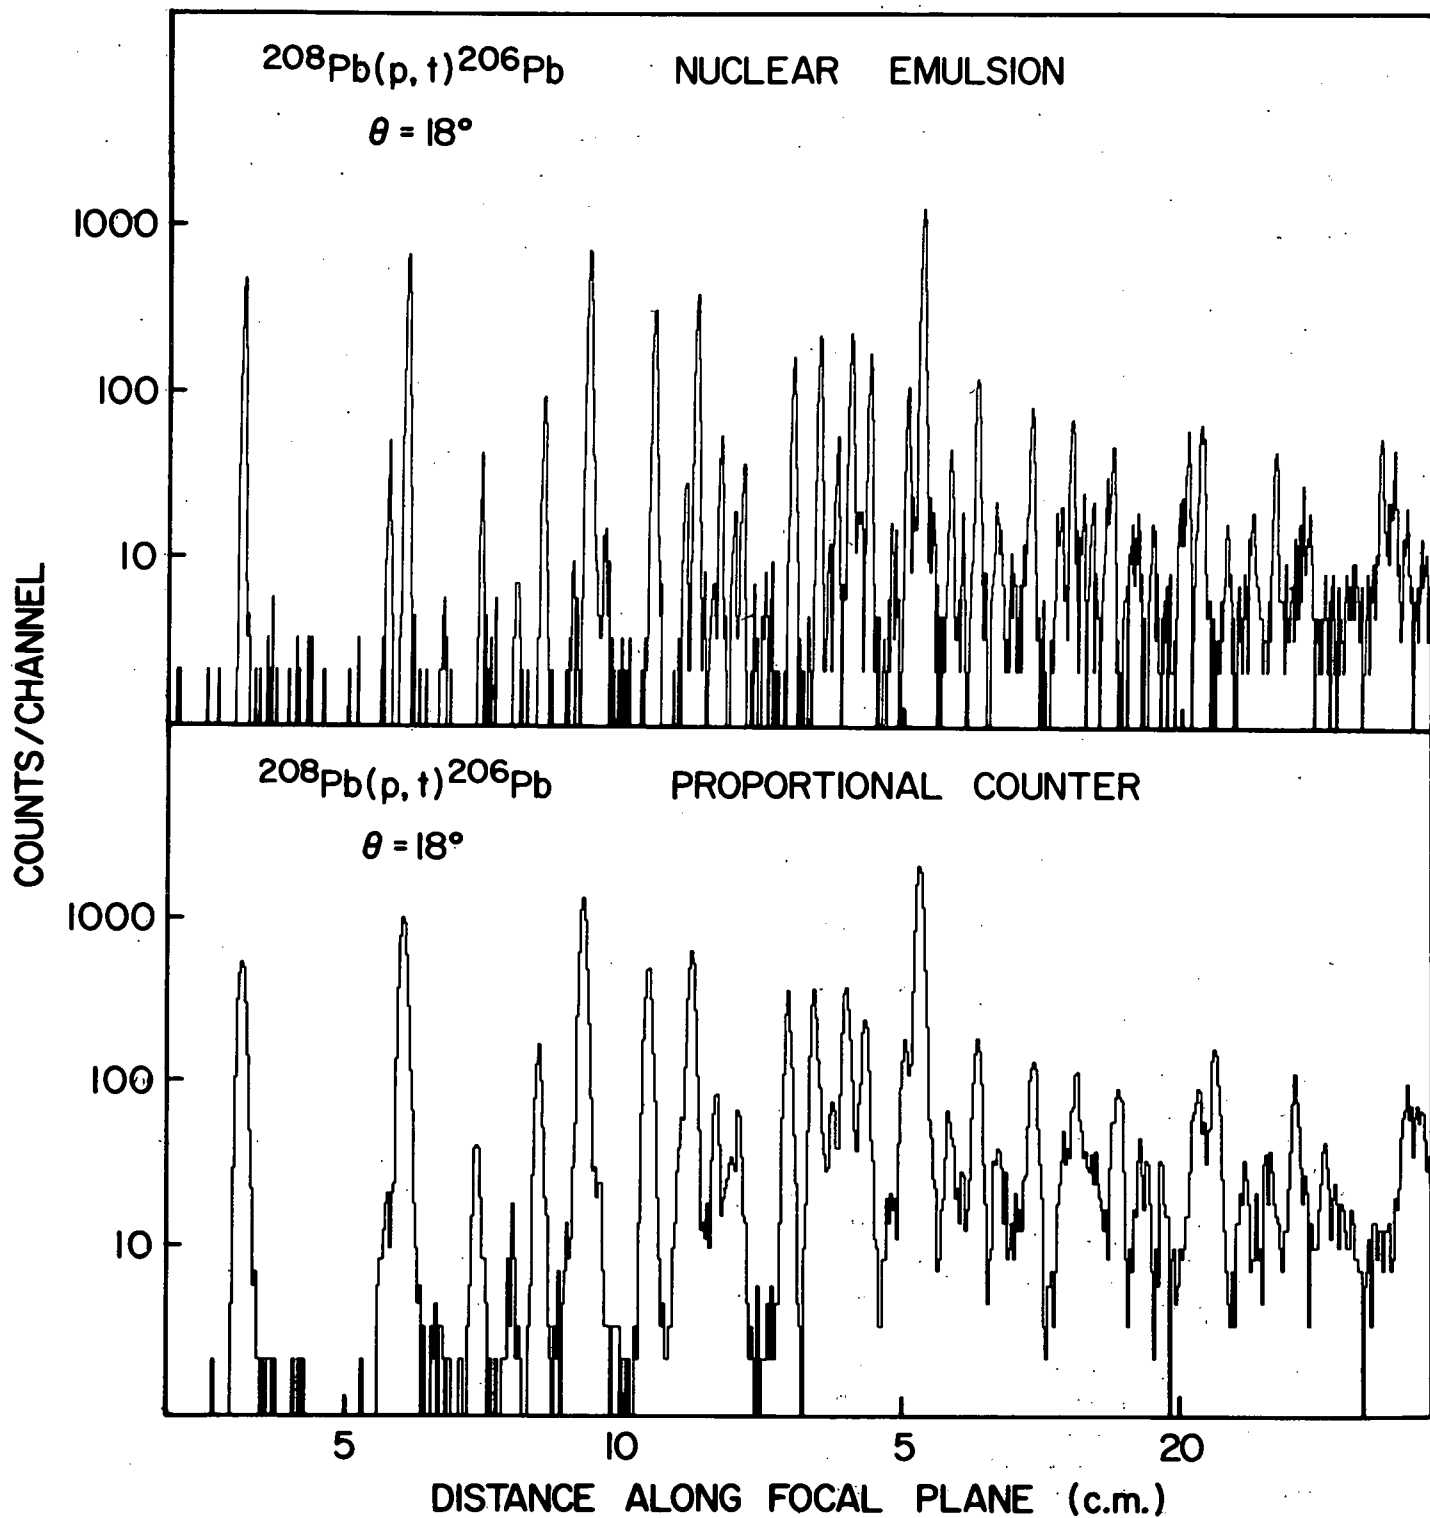 ²⁰⁸Pb(p,t)²⁰⁶Pb NUCLEAR EMULSION
θ = 18°
1000
100
10
COUNTS/CHANNEL
²⁰⁸Pb(p,t)²⁰⁶Pb PROPORTIONAL COUNTER
θ = 18°
1000
100
10
5 10 5 20
DISTANCE ALONG FOCAL PLANE (c.m.)